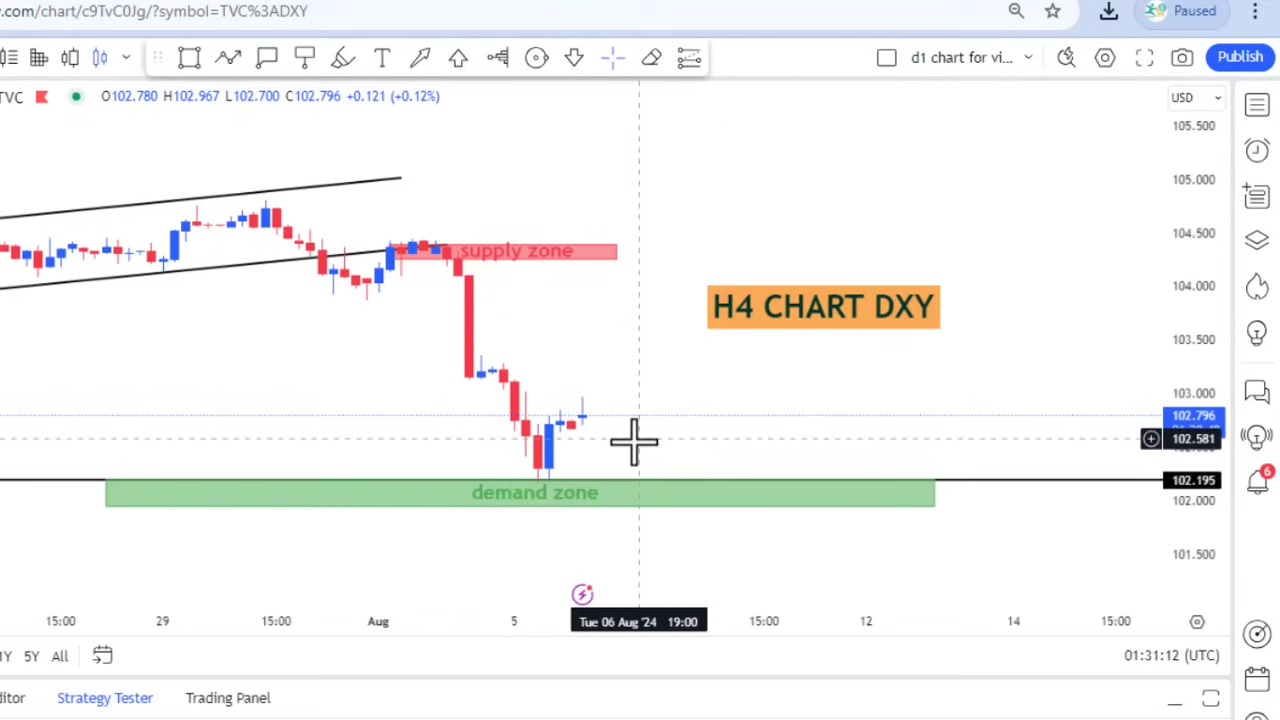 .com/chart/c9TvC0Jg/?symbol=TVC%3ADXY
Paused
T
d1 chart for vi...
Publish
TVC
O102.780 H102.967 L102.700 C102.796 +0.121 (+0.12%)
USD
105.500
105.000
104.500
104.000
103.500
103.000
102.796
102.581
102.195
102.000
101.500
supply zone
H4 CHART DXY
demand zone
15:00
29
15:00
Aug
5
Tue 06 Aug '24 19:00
15:00
12
14
15:00
6
1Y
5Y
All
01:31:12 (UTC)
ditor
Strategy Tester
Trading Panel